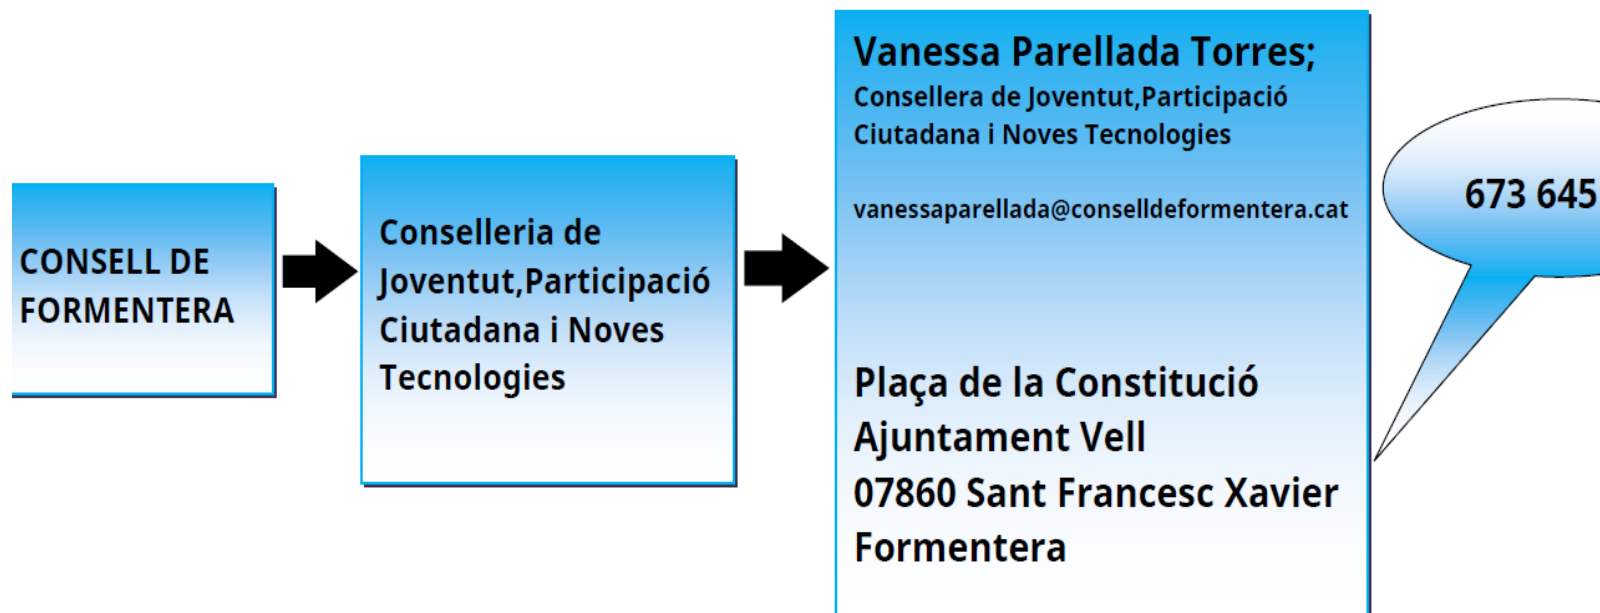 CONSELL DE
FORMENTERA
Conselleria de
Joventut,Participació
Ciutadana i Noves
Tecnologies
Vanessa Parellada Torres;
Consellera de Joventut,Participació
Ciutadana i Noves Tecnologies
vanessaparellada@conselldeformentera.cat
Plaça de la Constitució
Ajuntament Vell
07860 Sant Francesc Xavier
Formentera
673 645